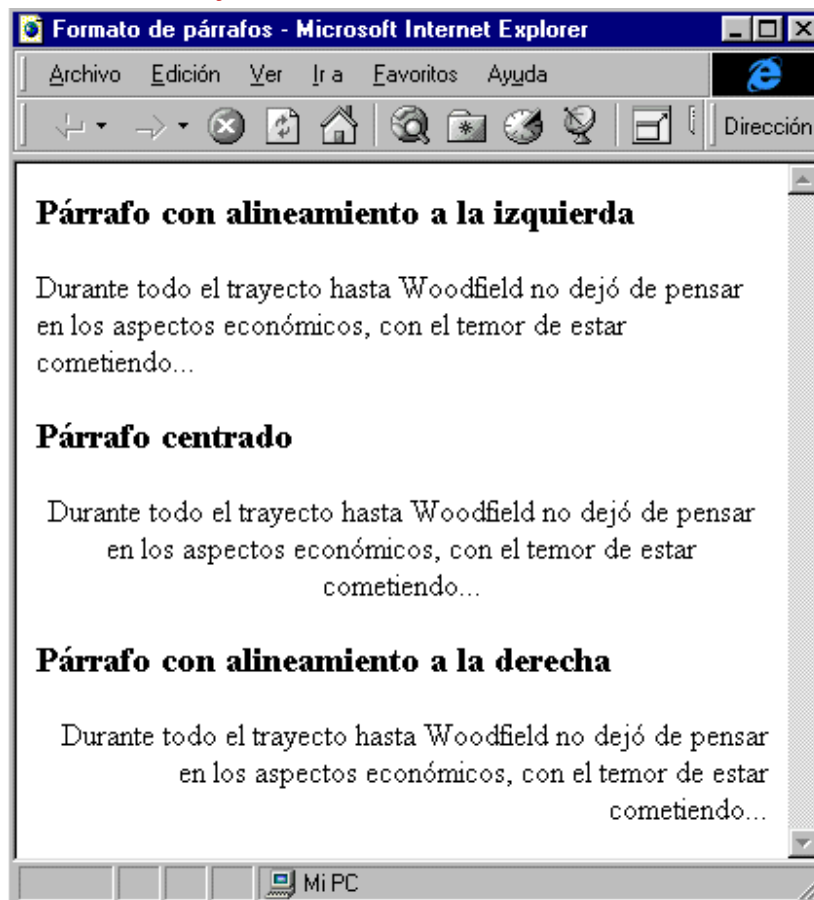 Formato de párrafos - Microsoft Internet Explorer
Archivo Edición Ver Ir a Favoritos Ayuda
Dirección
Párrafo con alineamiento a la izquierda
Durante todo el trayecto hasta Woodfield no dejó de pensar
en los aspectos económicos, con el temor de estar
cometiendo...
Párrafo centrado
Durante todo el trayecto hasta Woodfield no dejó de pensar
en los aspectos económicos, con el temor de estar
cometiendo...
Párrafo con alineamiento a la derecha
Durante todo el trayecto hasta Woodfield no dejó de pensar
en los aspectos económicos, con el temor de estar
cometiendo...
Mi PC